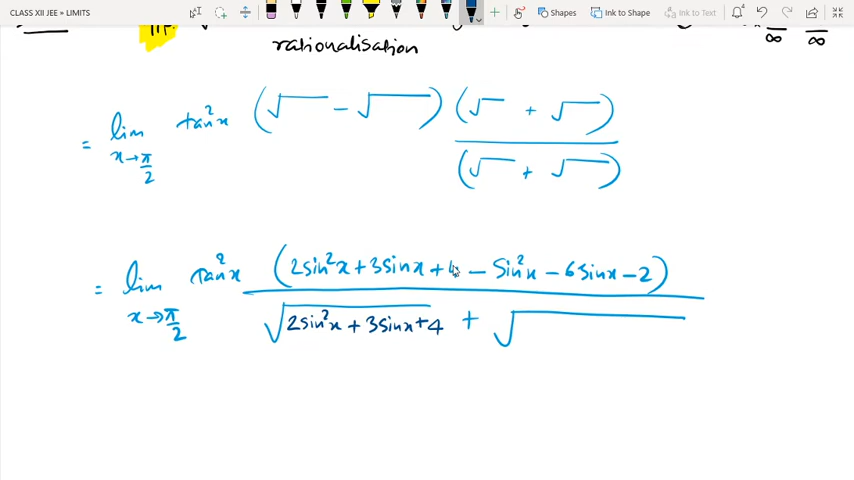 CLASS XII JEE » LIMITS Shapes Ink to Shape Ink to Text
rationalisation ∞ ∞
= lim x→π/2 tan²x (√ − √) (√ + √) / (√ + √)
= lim x→π/2 tan²x (2sin²x + 3sinx + 4 − Sin²x − 6sinx − 2) / √2sin²x + 3sinx + 4 + √